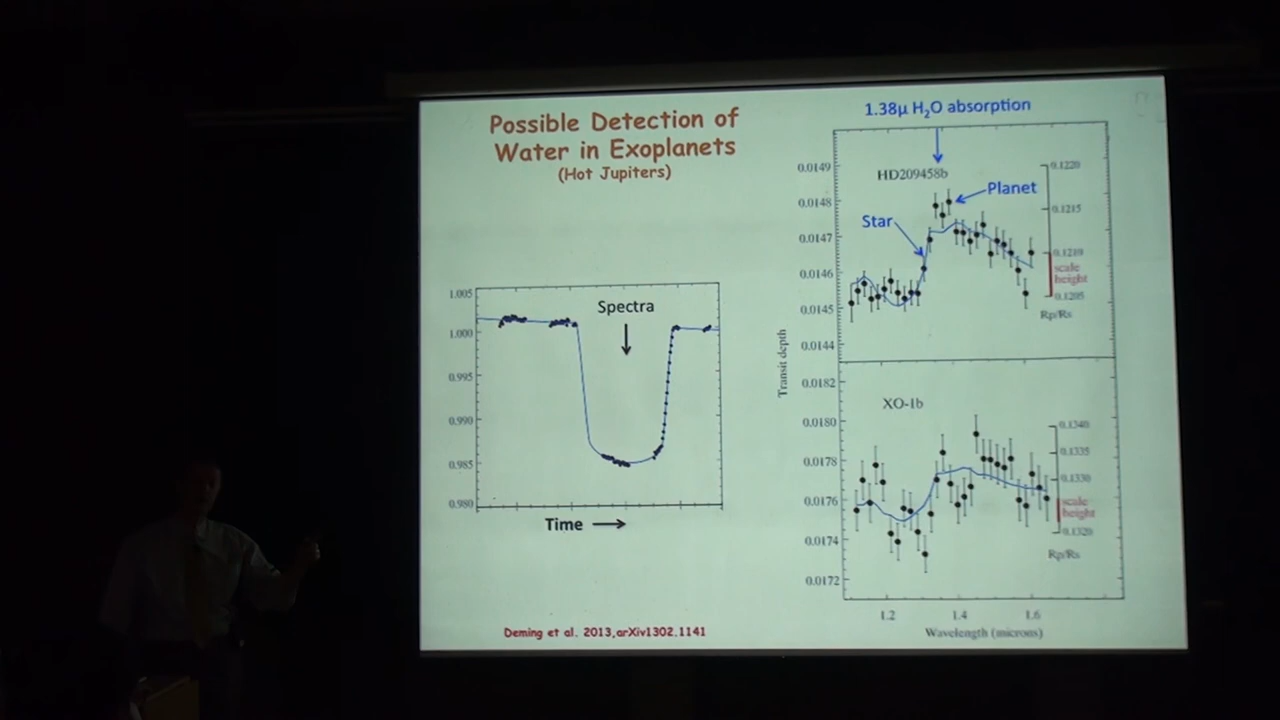 Possible Detection of
Water in Exoplanets
(Hot Jupiters)
1.005
1.000
0.995
0.990
0.985
0.980
Spectra
Time
Deming et al. 2013,arXiv1302.1141
1.38μ H₂O absorption
HD209458b
Planet
Star
0.0149
0.0148
0.0147
0.0146
0.0145
0.0144
0.1220
0.1215
0.1210
scale
height
0.1205
Rp/Rs
Transit depth
XO-1b
0.0182
0.0180
0.0178
0.0176
0.0174
0.0172
0.1340
0.1335
0.1330
scale
height
0.1320
Rp/Rs
1.2 1.4 1.6
Wavelength (microns)